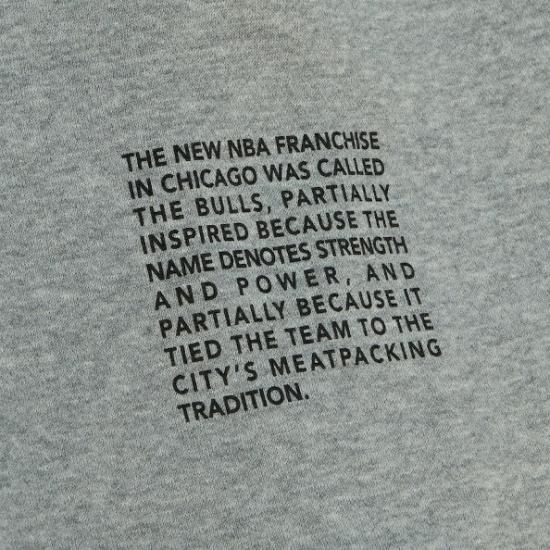 THE NEW NBA FRANCHISE
IN CHICAGO WAS CALLED
THE BULLS, PARTIALLY
INSPIRED BECAUSE THE
NAME DENOTES STRENGTH
AND POWER, AND
PARTIALLY BECAUSE IT
TIED THE TEAM TO THE
CITY'S MEATPACKING
TRADITION.